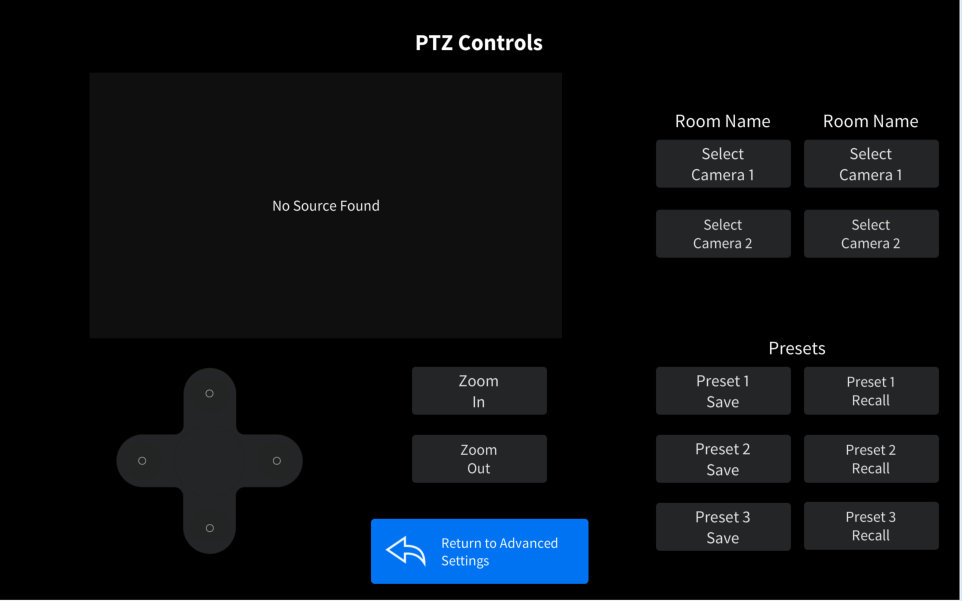 PTZ Controls
No Source Found
Room Name
Room Name
Select
Camera 1
Select
Camera 1
Select
Camera 2
Select
Camera 2
Zoom
In
Zoom
Out
Return to Advanced
Settings
Presets
Preset 1
Save
Preset 1
Recall
Preset 2
Save
Preset 2
Recall
Preset 3
Save
Preset 3
Recall